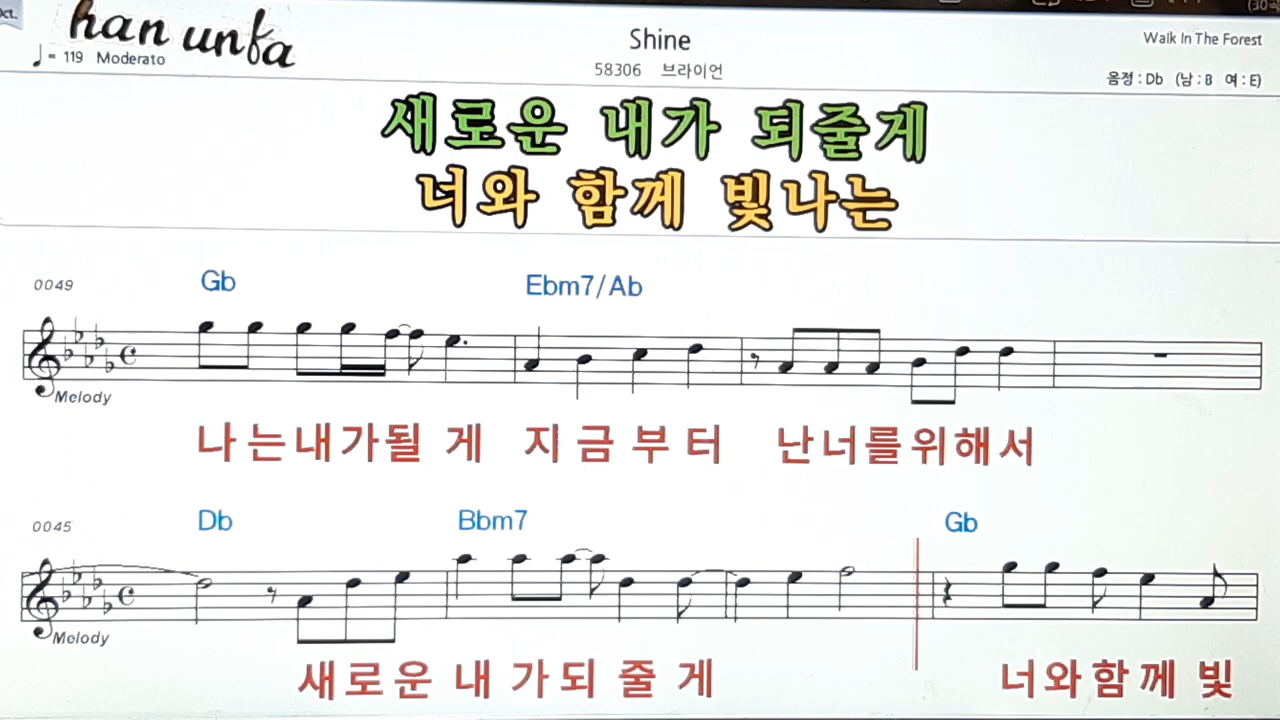 Oct.
han unfa
♩= 119 Moderato
Shine
58306 브라이언
Walk In The Forest
음정 : Db (남 : B 여 : E)
새로운 내가 되줄게
너와 함께 빛나는
0049
Gb Ebm7/Ab
Melody
나는내가될 게 지금부터 난너를위해서
0045
Db Bbm7 Gb
Melody
새로운 내 가되 줄 게 너와함께 빛